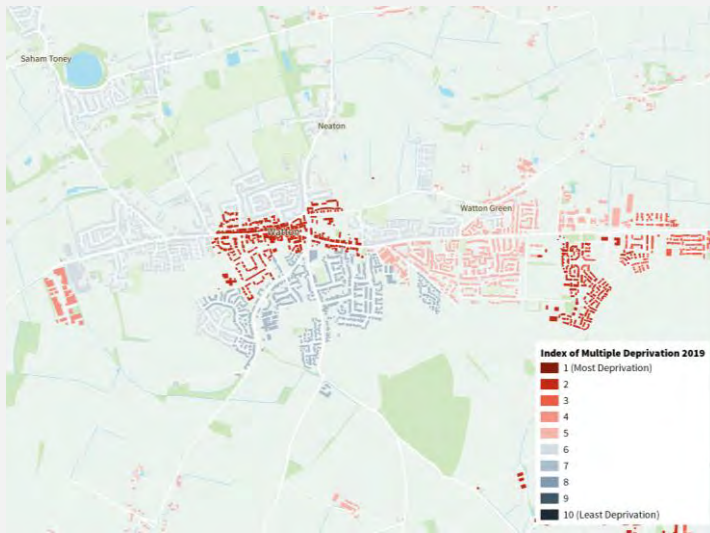 Saham Toney
Neaton
Watton Green
Watton
Index of Multiple Deprivation 2019
1 (Most Deprivation)
2
3
4
5
6
7
8
9
10 (Least Deprivation)